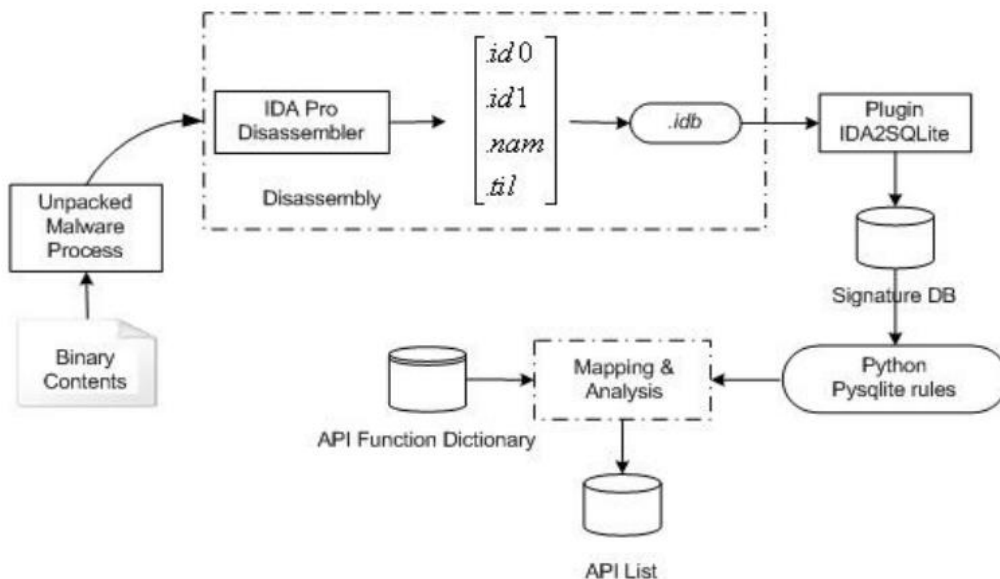 .id0
.id1
.nam
.til
IDA Pro
Disassembler
.idb
Plugin
IDA2SQLite
Disassembly
Unpacked
Malware
Process
Signature DB
Binary
Contents
Mapping &
Analysis
Python
Pysqlite rules
API Function Dictionary
API List